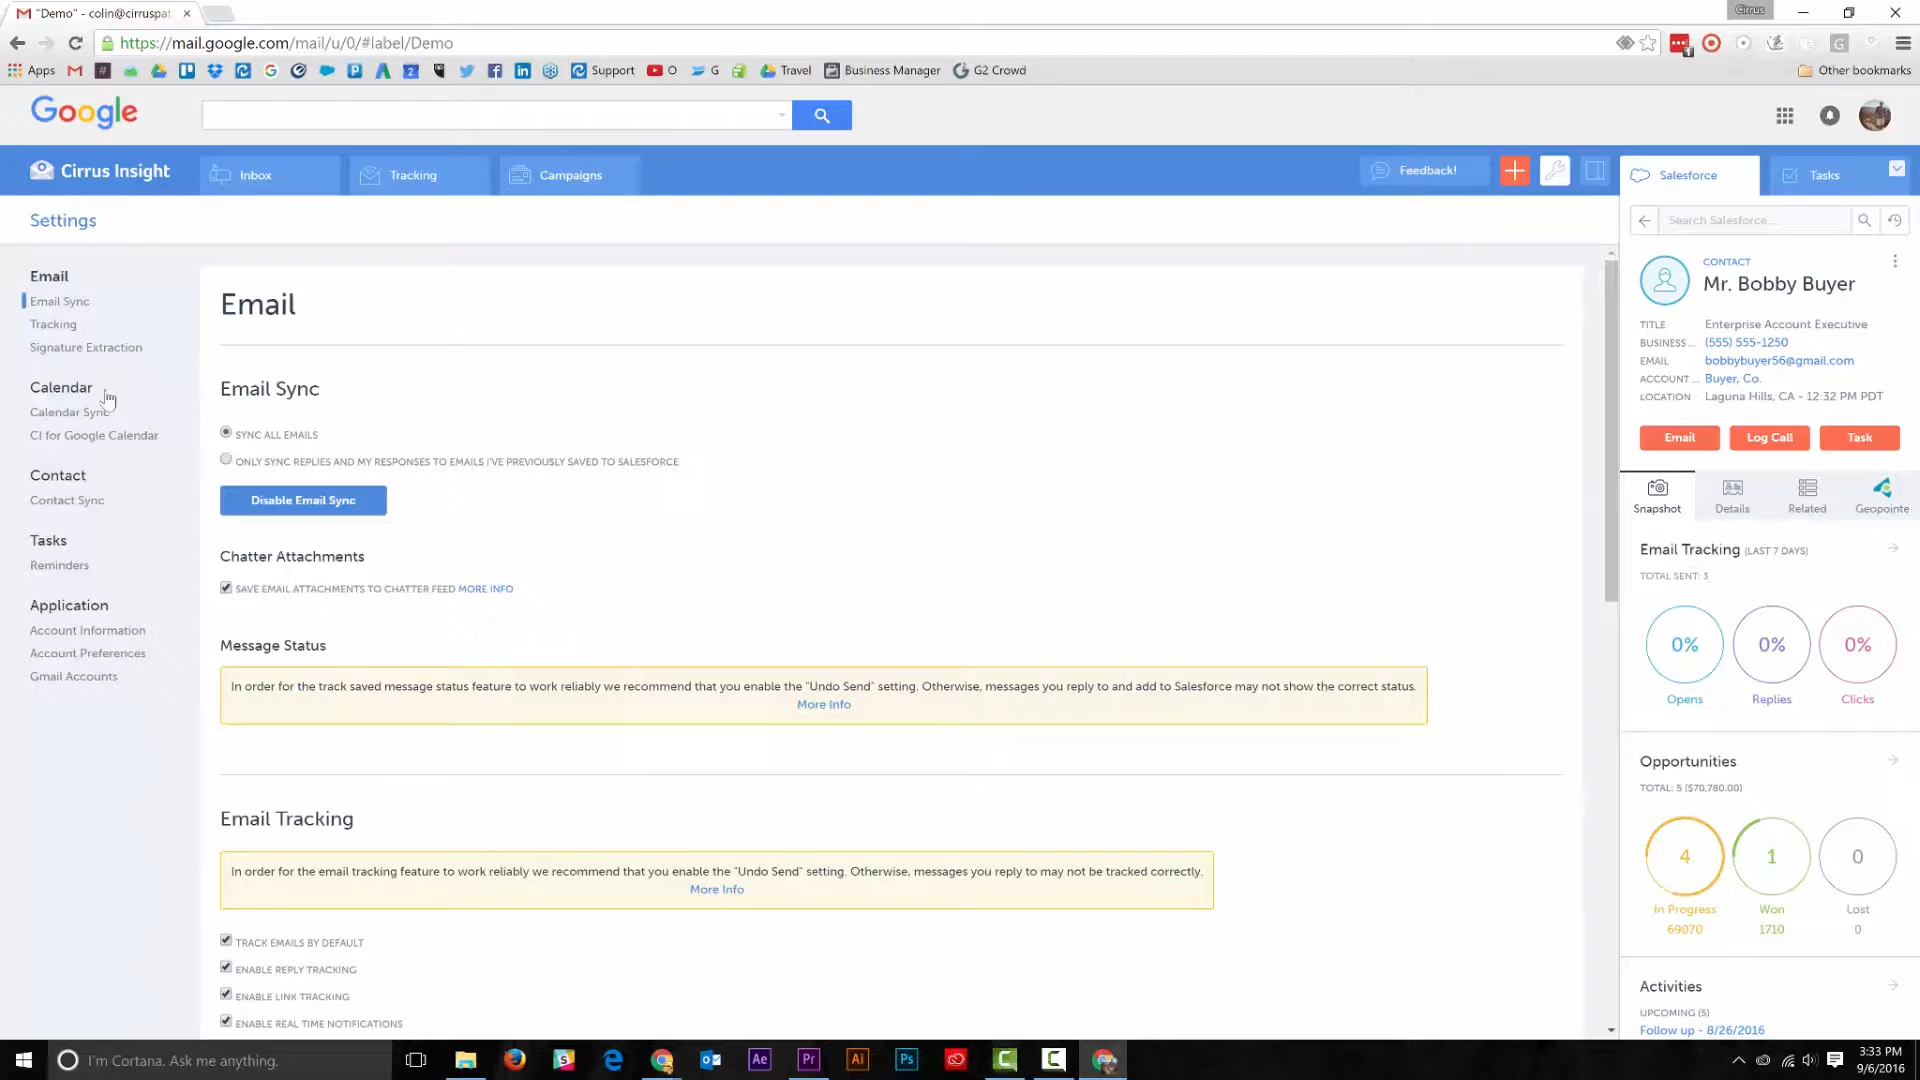 "Demo" - colin@cirruspat
Cirrus
https://mail.google.com/mail/u/0/#label/Demo
Apps
Support
O
G
Travel
Business Manager
G2 Crowd
Other bookmarks
Google
Cirrus Insight
Inbox
Tracking
Campaigns
Feedback!
Salesforce
Tasks
Settings
Search Salesforce....
Email
Email Sync
Tracking
Signature Extraction
Calendar
Calendar Sync
CI for Google Calendar
Contact
Contact Sync
Tasks
Reminders
Application
Account Information
Account Preferences
Gmail Accounts
Email
Email Sync
SYNC ALL EMAILS
ONLY SYNC REPLIES AND MY RESPONSES TO EMAILS I'VE PREVIOUSLY SAVED TO SALESFORCE
Disable Email Sync
Chatter Attachments
SAVE EMAIL ATTACHMENTS TO CHATTER FEED MORE INFO
Message Status
In order for the track saved message status feature to work reliably we recommend that you enable the "Undo Send" setting. Otherwise, messages you reply to and add to Salesforce may not show the correct status.
More Info
Email Tracking
In order for the email tracking feature to work reliably we recommend that you enable the "Undo Send" setting. Otherwise, messages you reply to may not be tracked correctly.
More Info
TRACK EMAILS BY DEFAULT
ENABLE REPLY TRACKING
ENABLE LINK TRACKING
ENABLE REAL TIME NOTIFICATIONS
CONTACT
Mr. Bobby Buyer
TITLE Enterprise Account Executive
BUSINESS... (555) 555-1250
EMAIL bobbybuyer56@gmail.com
ACCOUNT ... Buyer, Co.
LOCATION Laguna Hills, CA - 12:32 PM PDT
Email
Log Call
Task
Snapshot
Details
Related
Geopointe
Email Tracking (LAST 7 DAYS)
TOTAL SENT: 3
0%
0%
0%
Opens
Replies
Clicks
Opportunities
TOTAL: 5 ($70,780.00)
4
1
0
In Progress
Won
Lost
69070
1710
0
Activities
UPCOMING (5)
Follow up - 8/26/2016
I'm Cortana. Ask me anything.
Ae
Pr
Ai
Ps
3:33 PM
9/6/2016